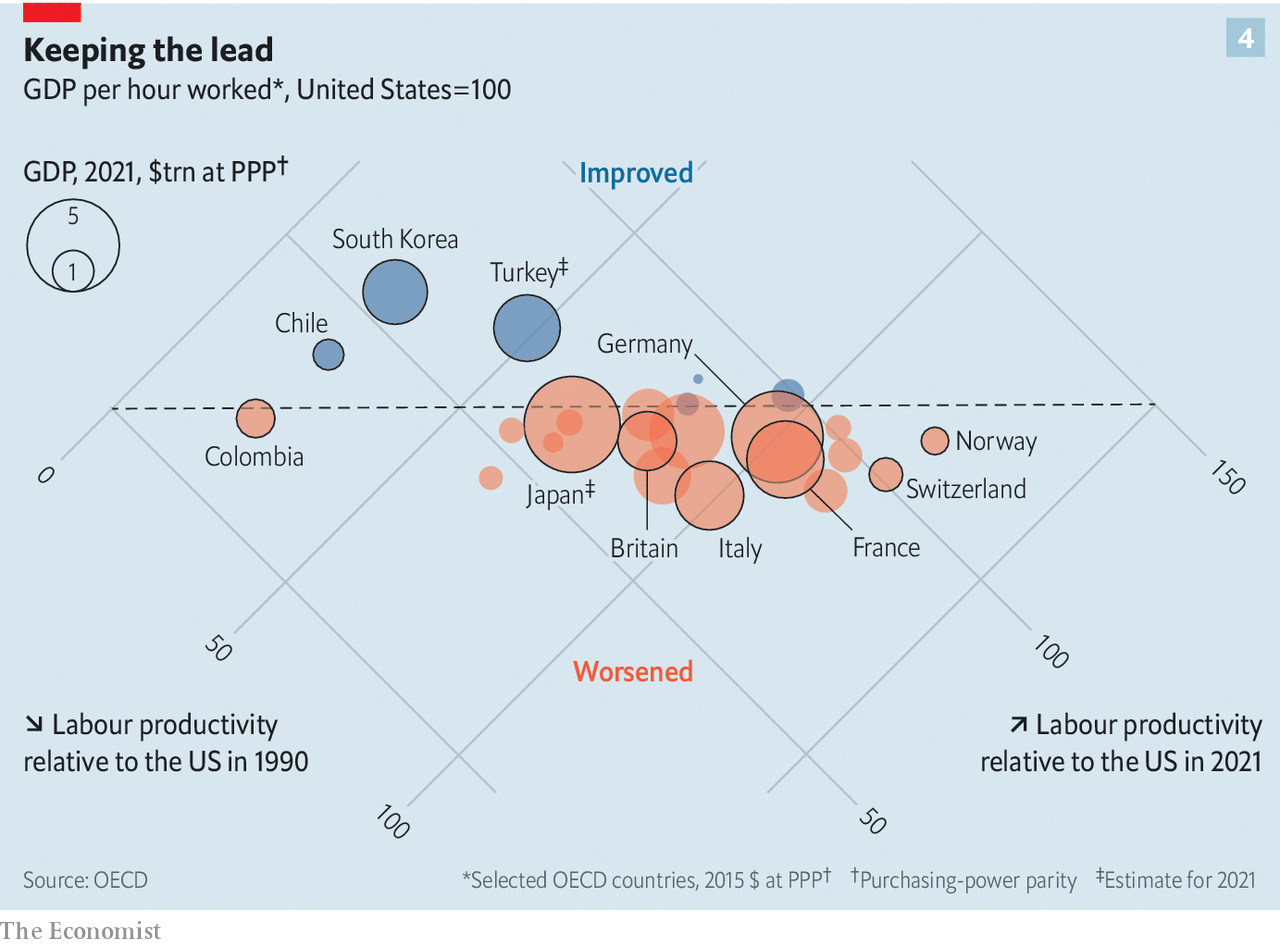 Keeping the lead
4
GDP per hour worked*, United States=100
GDP, 2021, $trn at PPP†
5
1
Improved
South Korea
Turkey‡
Chile
Germany
Colombia
Norway
Switzerland
Japan‡
Britain
Italy
France
0
150
50
100
Worsened
↘ Labour productivity
relative to the US in 1990
↗ Labour productivity
relative to the US in 2021
100
50
Source: OECD
*Selected OECD countries, 2015 $ at PPP† †Purchasing-power parity ‡Estimate for 2021
The Economist